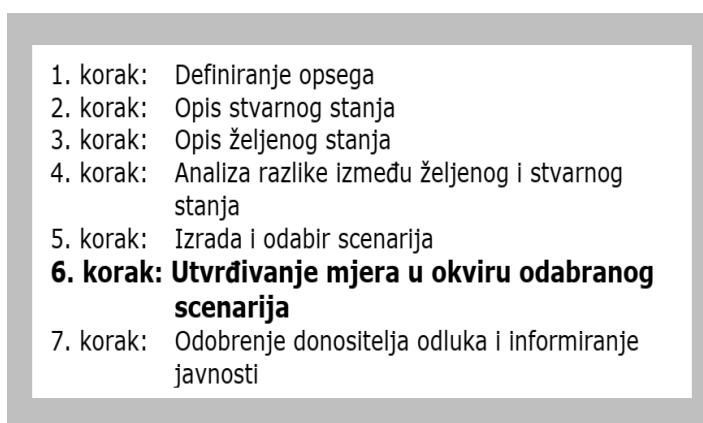 1. korak: Definiranje opsega
2. korak: Opis stvarnog stanja
3. korak: Opis željenog stanja
4. korak: Analiza razlike između željenog i stvarnog
stanja
5. korak: Izrada i odabir scenarija
6. korak: Utvrđivanje mjera u okviru odabranog
scenarija
7. korak: Odobrenje donositelja odluka i informiranje
javnosti